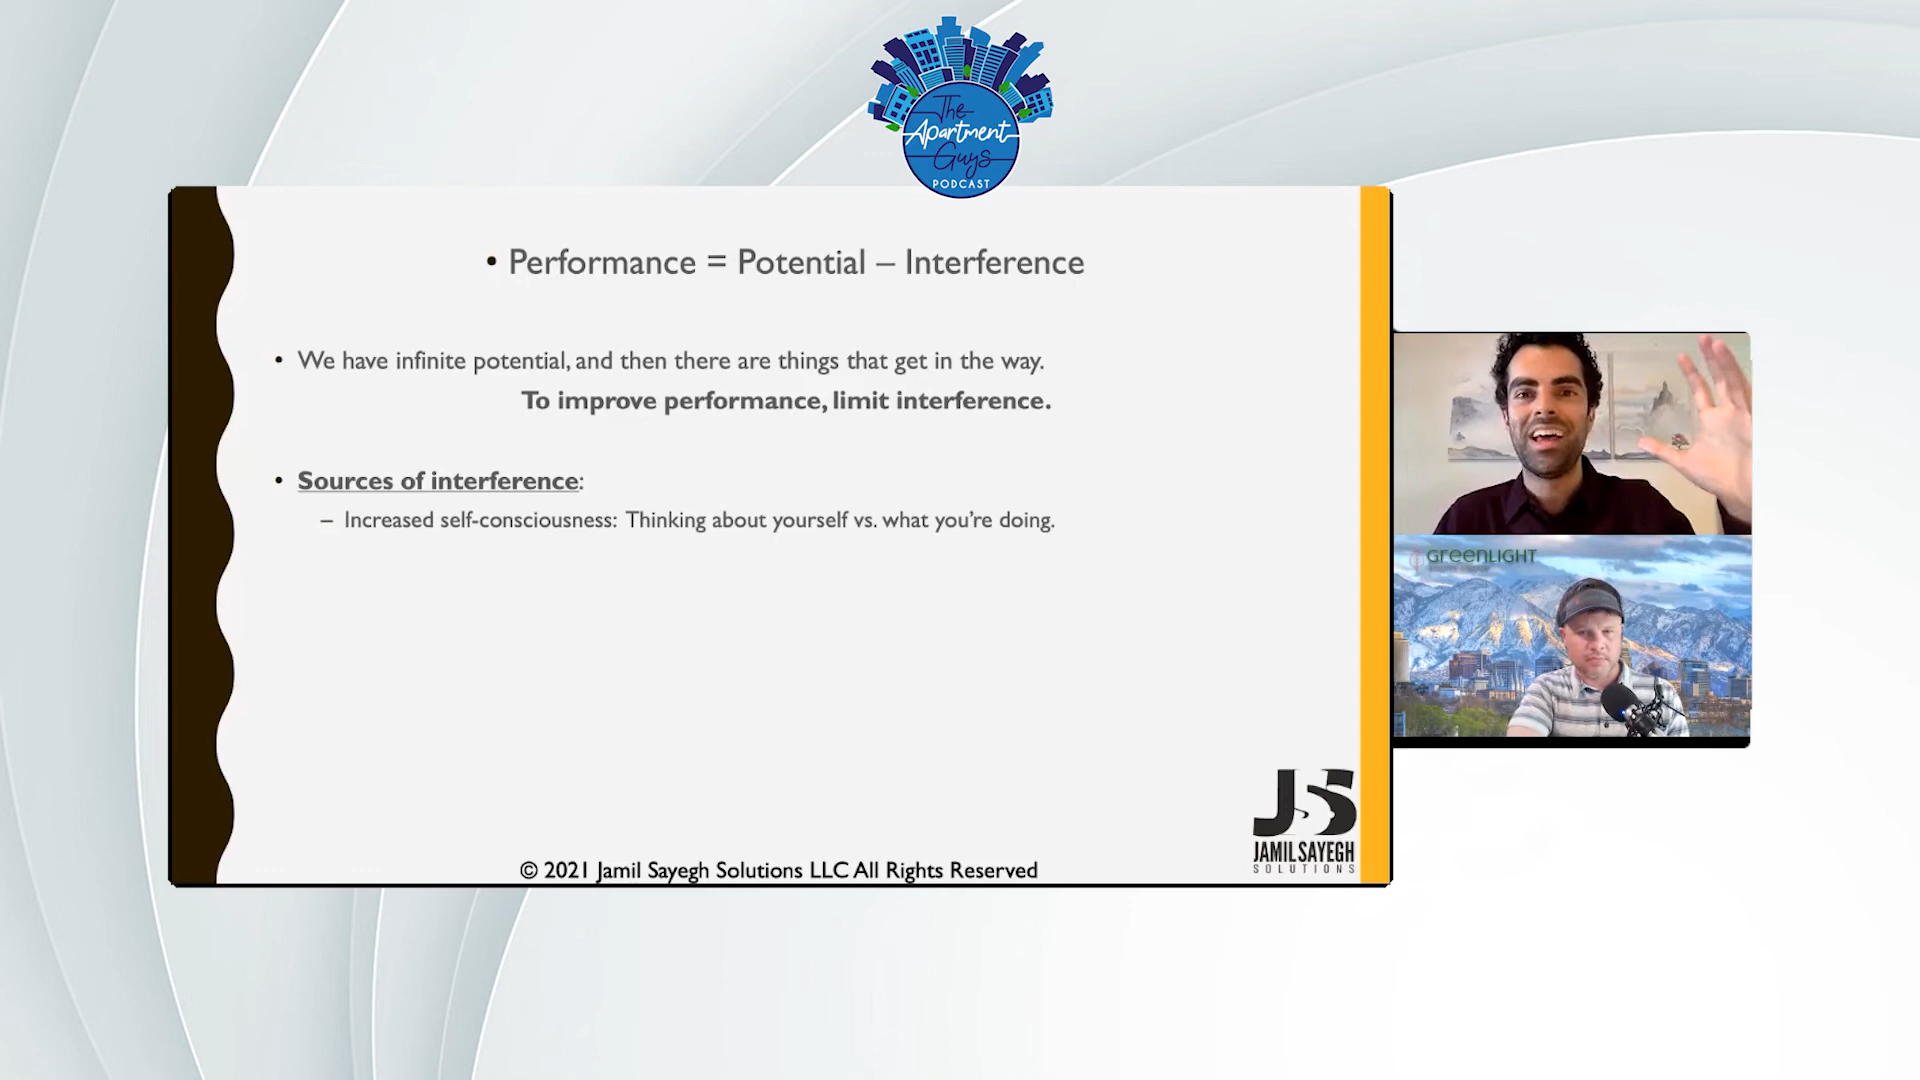 The
Apartment
Guys
PODCAST
• Performance = Potential – Interference
• We have infinite potential, and then there are things that get in the way.
To improve performance, limit interference.
• Sources of interference:
– Increased self-consciousness: Thinking about yourself vs. what you're doing.
GREENLIGHT
JS
JAMIL SAYEGH
SOLUTIONS
© 2021 Jamil Sayegh Solutions LLC All Rights Reserved